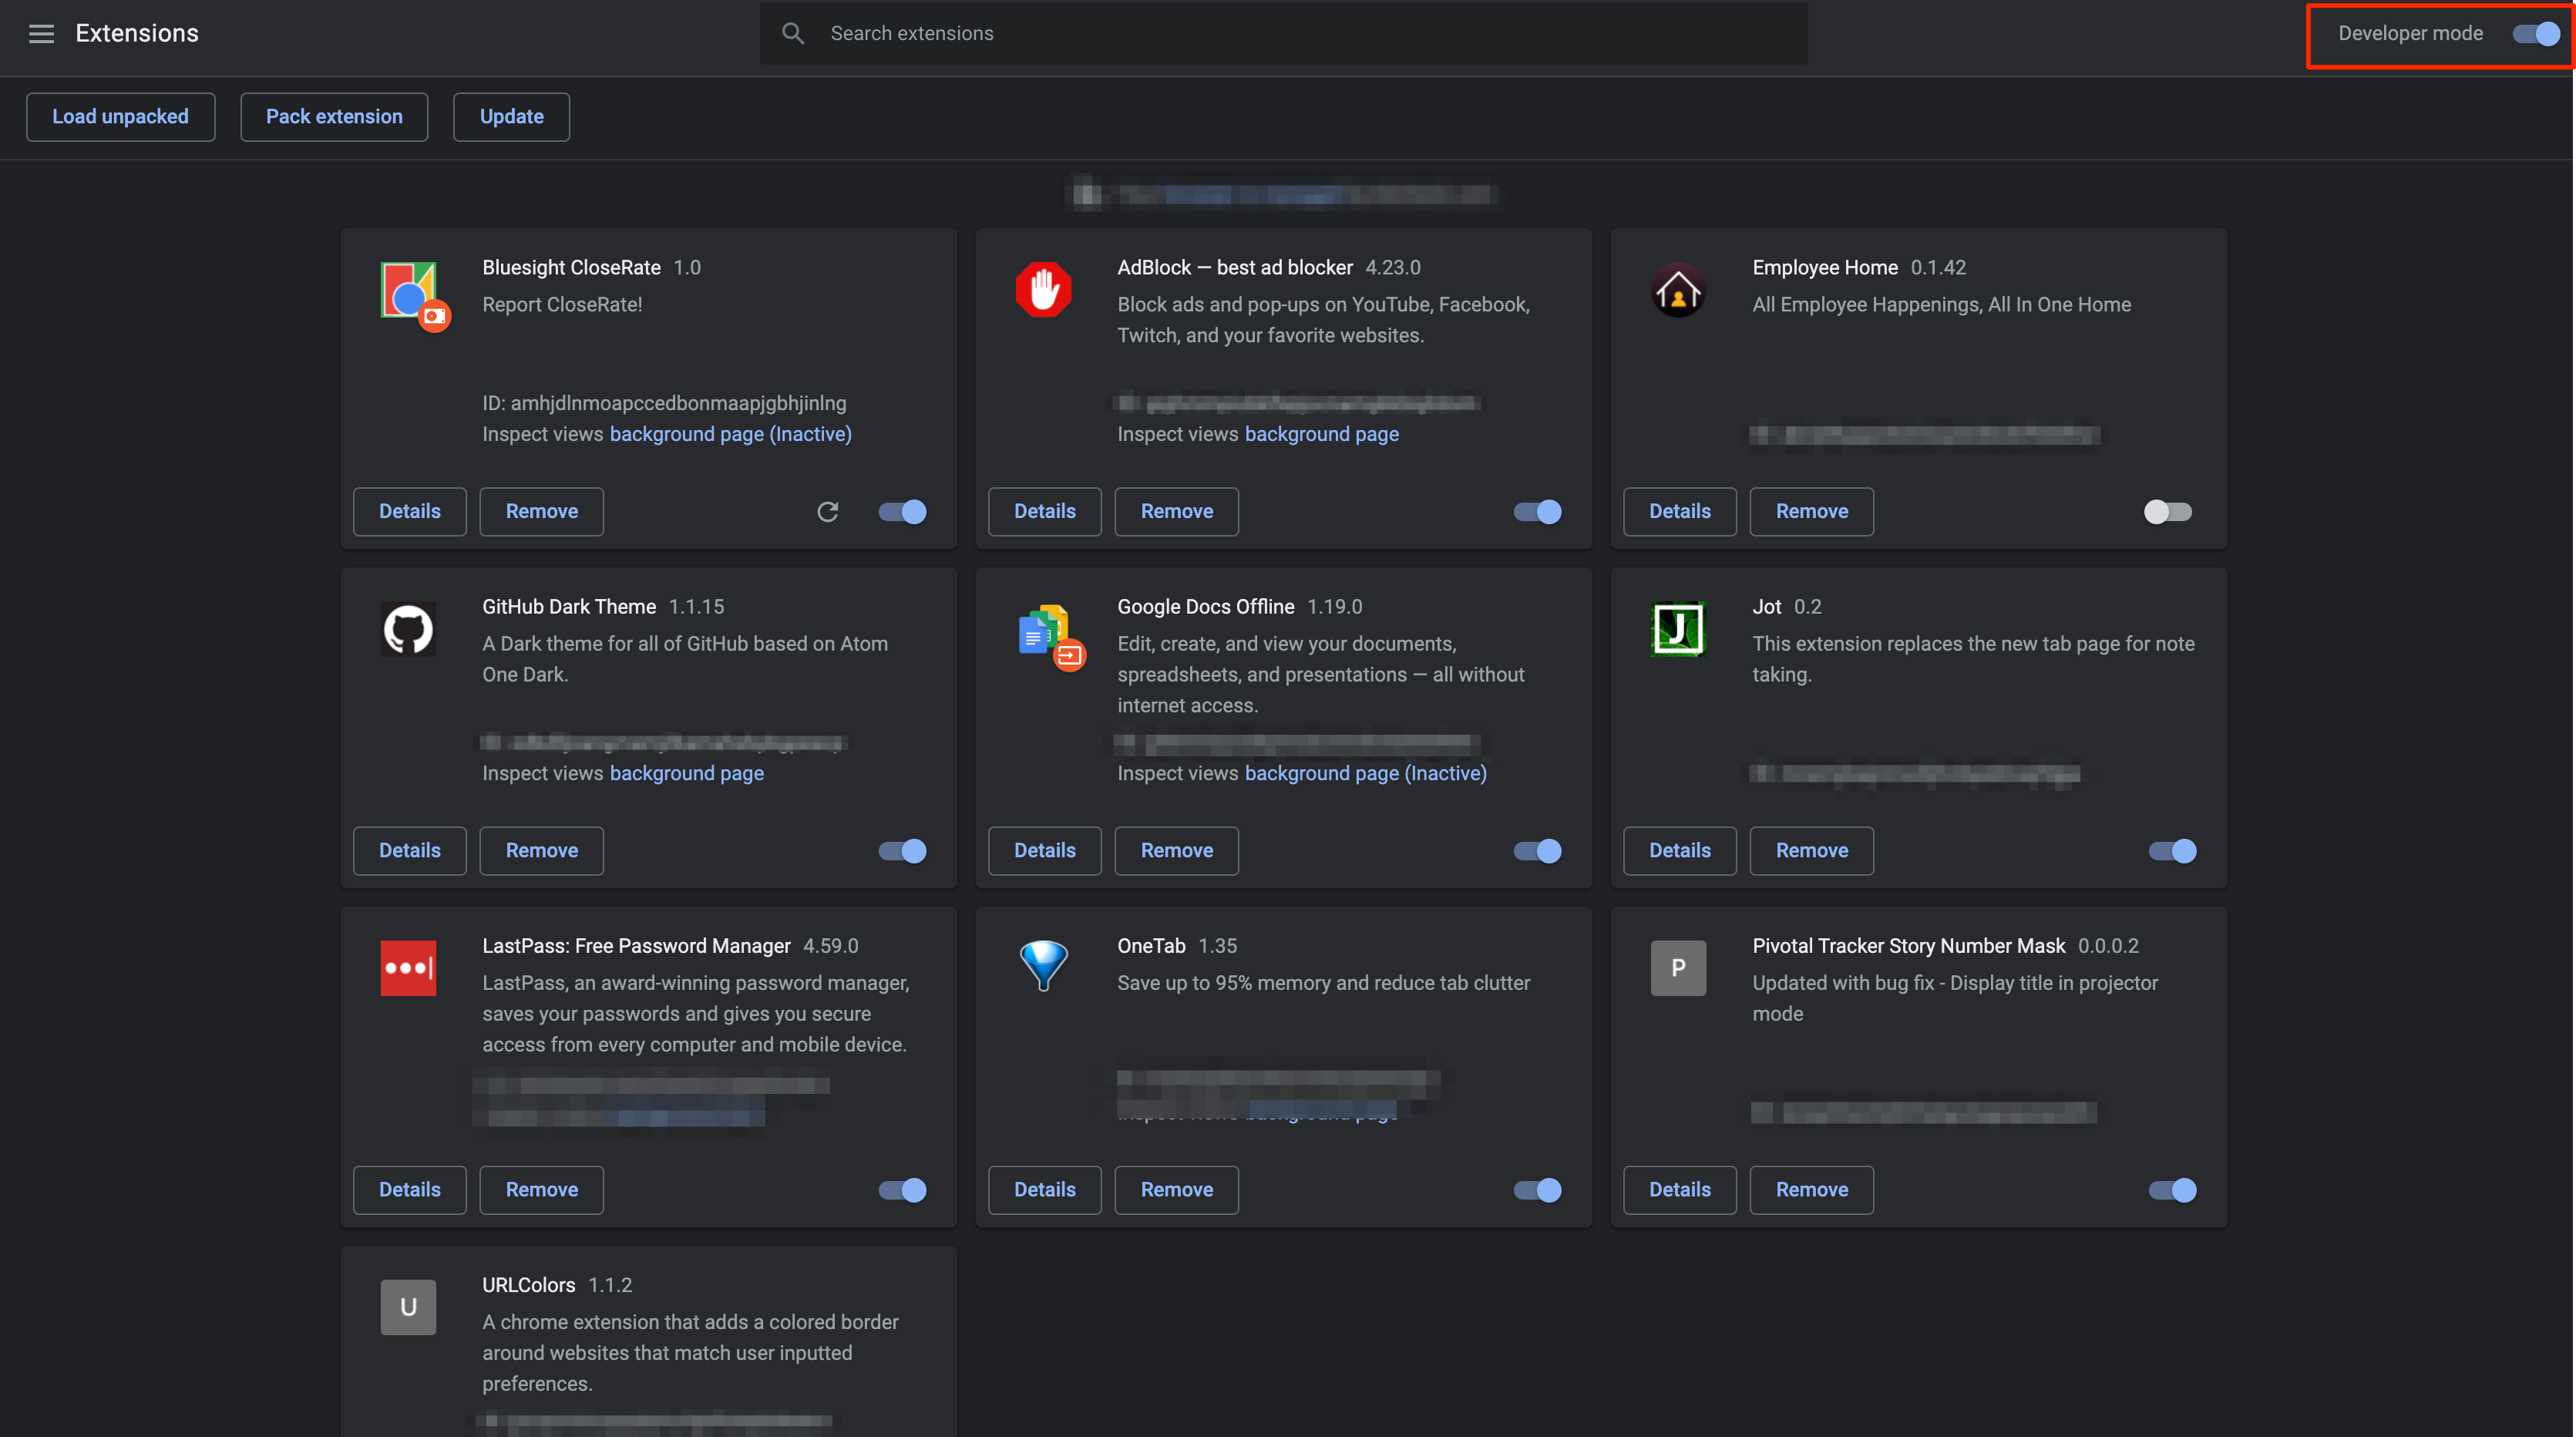 Extensions
Search extensions
Developer mode
Load unpacked
Pack extension
Update
Bluesight CloseRate 1.0
Report CloseRate!
ID: amhjdlnmoapccedbonmaapjgbhjinlng
Inspect views background page (Inactive)
Details
Remove
AdBlock — best ad blocker 4.23.0
Block ads and pop-ups on YouTube, Facebook,
Twitch, and your favorite websites.
Inspect views background page
Details
Remove
Employee Home 0.1.42
All Employee Happenings, All In One Home
Details
Remove
GitHub Dark Theme 1.1.15
A Dark theme for all of GitHub based on Atom
One Dark.
Inspect views background page
Details
Remove
Google Docs Offline 1.19.0
Edit, create, and view your documents,
spreadsheets, and presentations — all without
internet access.
Inspect views background page (Inactive)
Details
Remove
J
Jot 0.2
This extension replaces the new tab page for note
taking.
Details
Remove
LastPass: Free Password Manager 4.59.0
LastPass, an award-winning password manager,
saves your passwords and gives you secure
access from every computer and mobile device.
Details
Remove
OneTab 1.35
Save up to 95% memory and reduce tab clutter
Details
Remove
P
Pivotal Tracker Story Number Mask 0.0.0.2
Updated with bug fix - Display title in projector
mode
Details
Remove
U
URLColors 1.1.2
A chrome extension that adds a colored border
around websites that match user inputted
preferences.